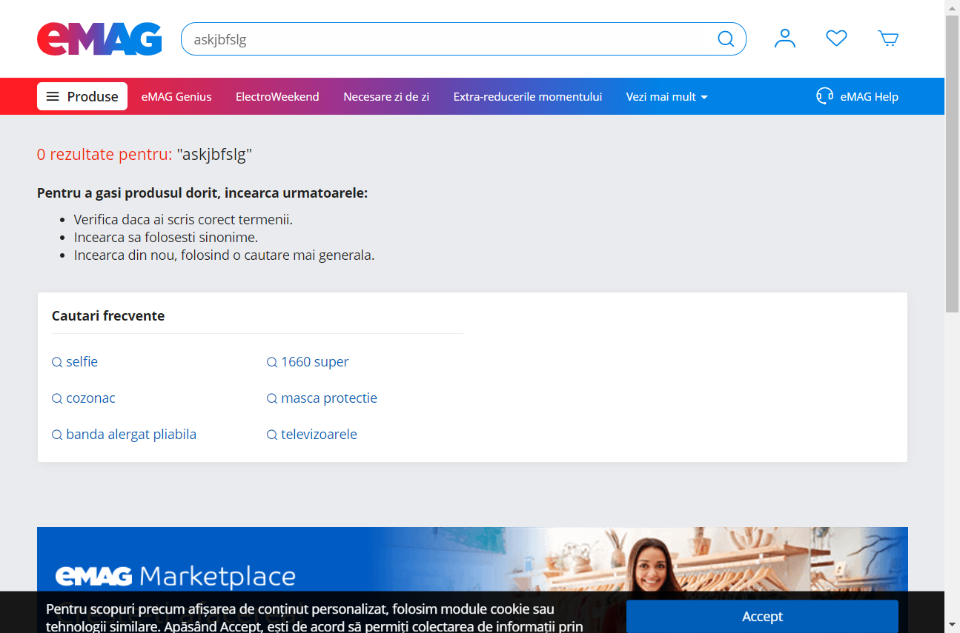 eMAG
askjbfslg
Produse
eMAG Genius
ElectroWeekend
Necesare zi de zi
Extra-reducerile momentului
Vezi mai mult
eMAG Help
0 rezultate pentru: "askjbfslg"
Pentru a gasi produsul dorit, incearca urmatoarele:
Verifica daca ai scris corect termenii.
Incearca sa folosesti sinonime.
Incearca din nou, folosind o cautare mai generala.
Cautari frecvente
selfie
1660 super
cozonac
masca protectie
banda alergat pliabila
televizoarele
eMAG Marketplace
Pentru scopuri precum afișarea de conținut personalizat, folosim module cookie sau
tehnologii similare. Apăsând Accept, ești de acord să permiți colectarea de informații prin
Accept